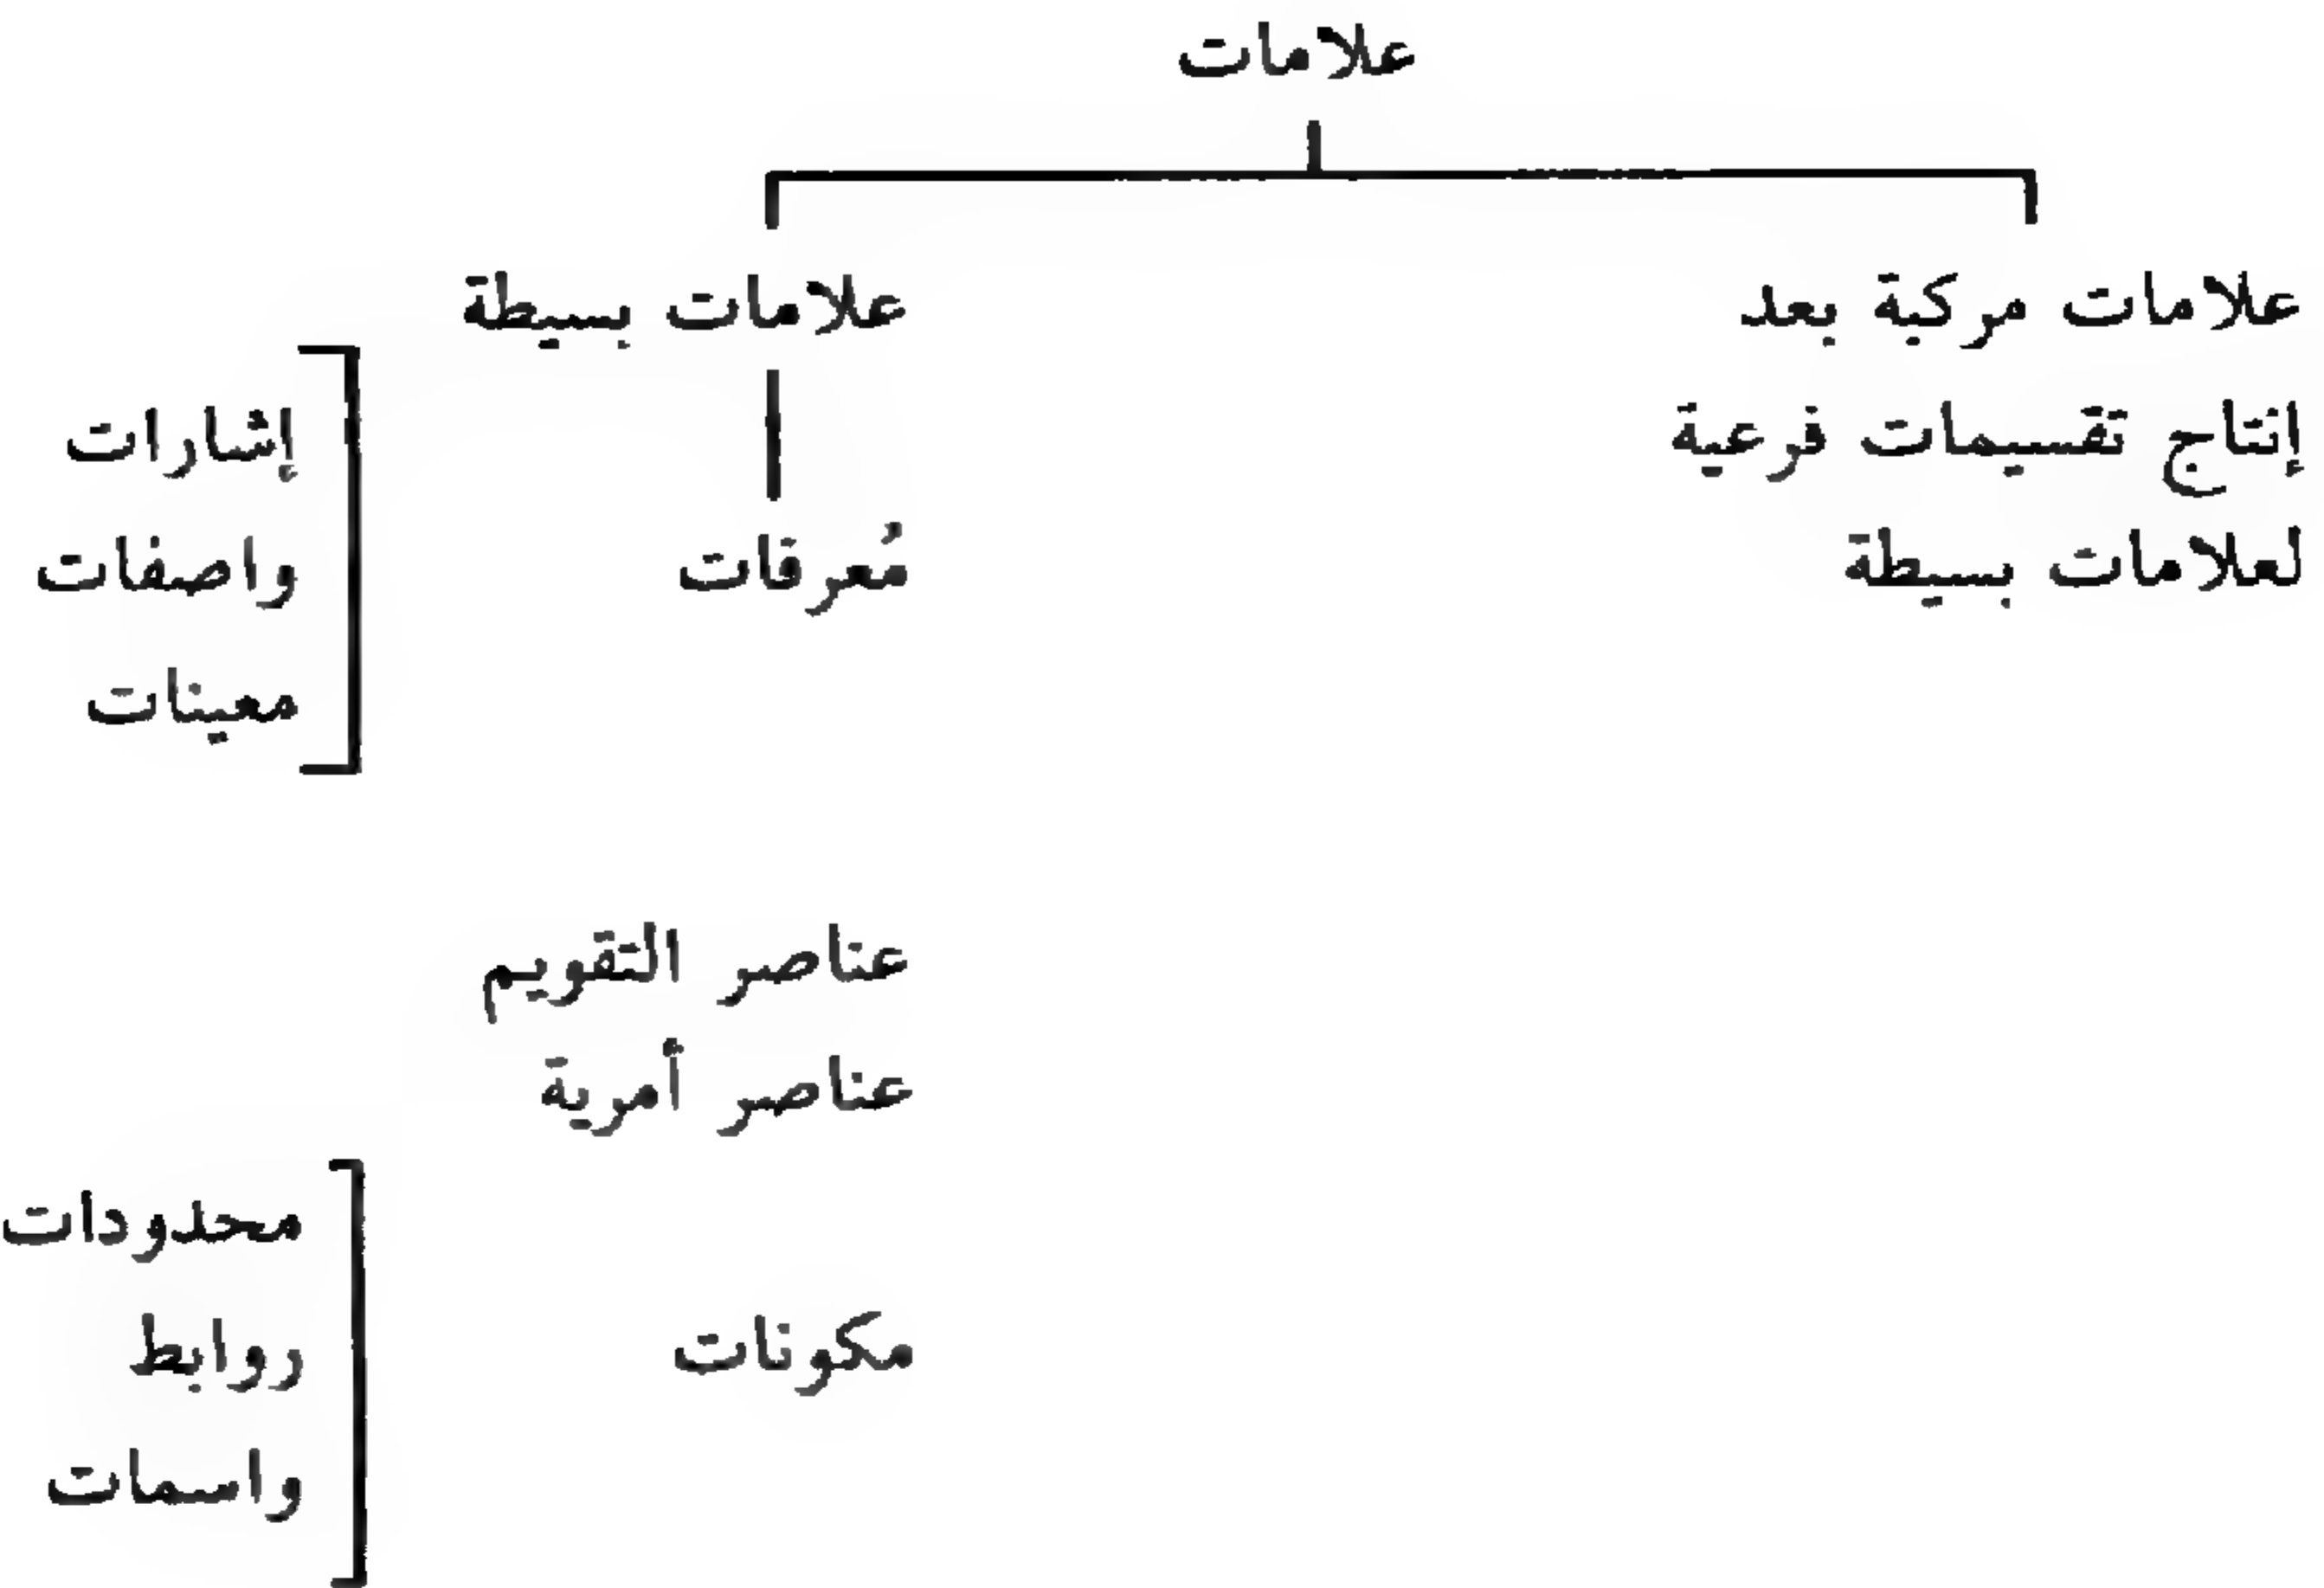 علامات
علامات مركبة بعد
إنتاج تقسيمات فرعية
لعلامات بسيطة
علامات بسيطة
مُعرفات
إشارات
واصفات
معينات
عناصر التقويم
عناصر أمرية
مكونات
محدودات
روابط
واسمات